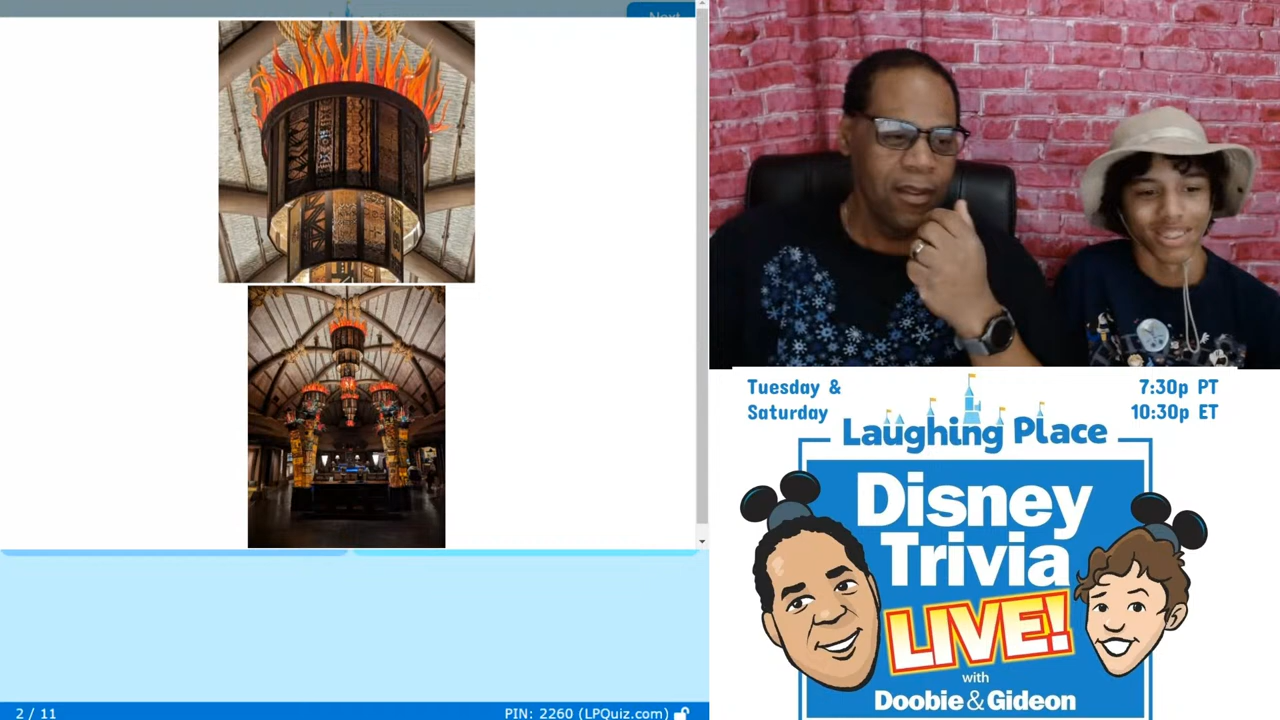 Next
Tuesday &
Saturday
7:30p PT
10:30p ET
Laughing Place
Disney
Trivia
LIVE!
with
Doobie & Gideon
2 / 11
PIN: 2260 (LPQuiz.com)